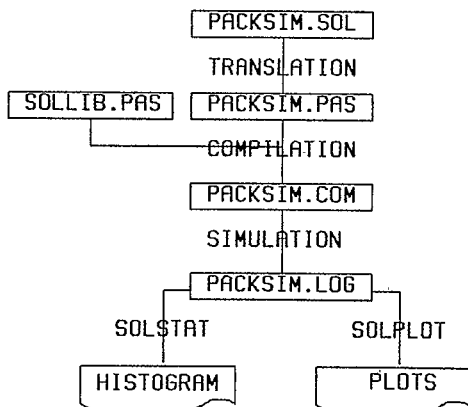 PACKSIM.SOL
TRANSLATION
SOLLIB.PAS PACKSIM.PAS
COMPILATION
PACKSIM.COM
SIMULATION
PACKSIM.LOG
SOLSTAT SOLPLOT
HISTOGRAM PLOTS